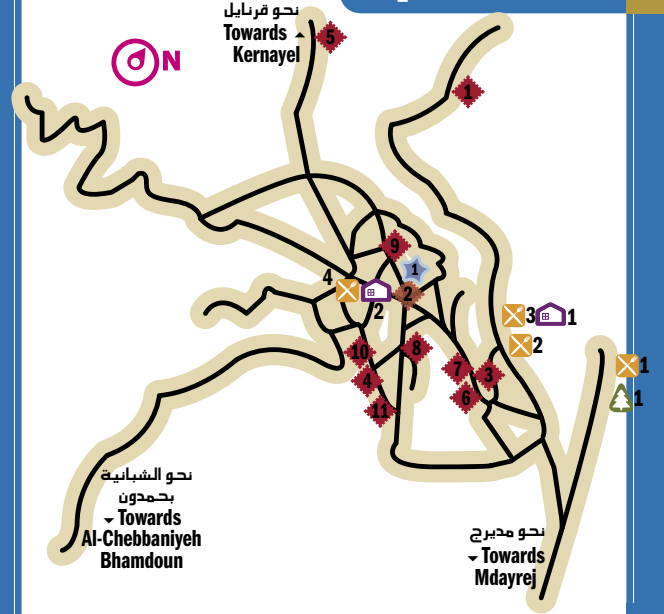 نحو قرنايل
Towards
Kernayel
5
N
1
9
1
4
2
2
3
1
2
10
8
7
3
4
6
11
1
1
نحو الشبانية
بحمدون
Towards
Al-Chebbaniyeh
Bhamdoun
نحو مديرج
Towards
Mdayrej